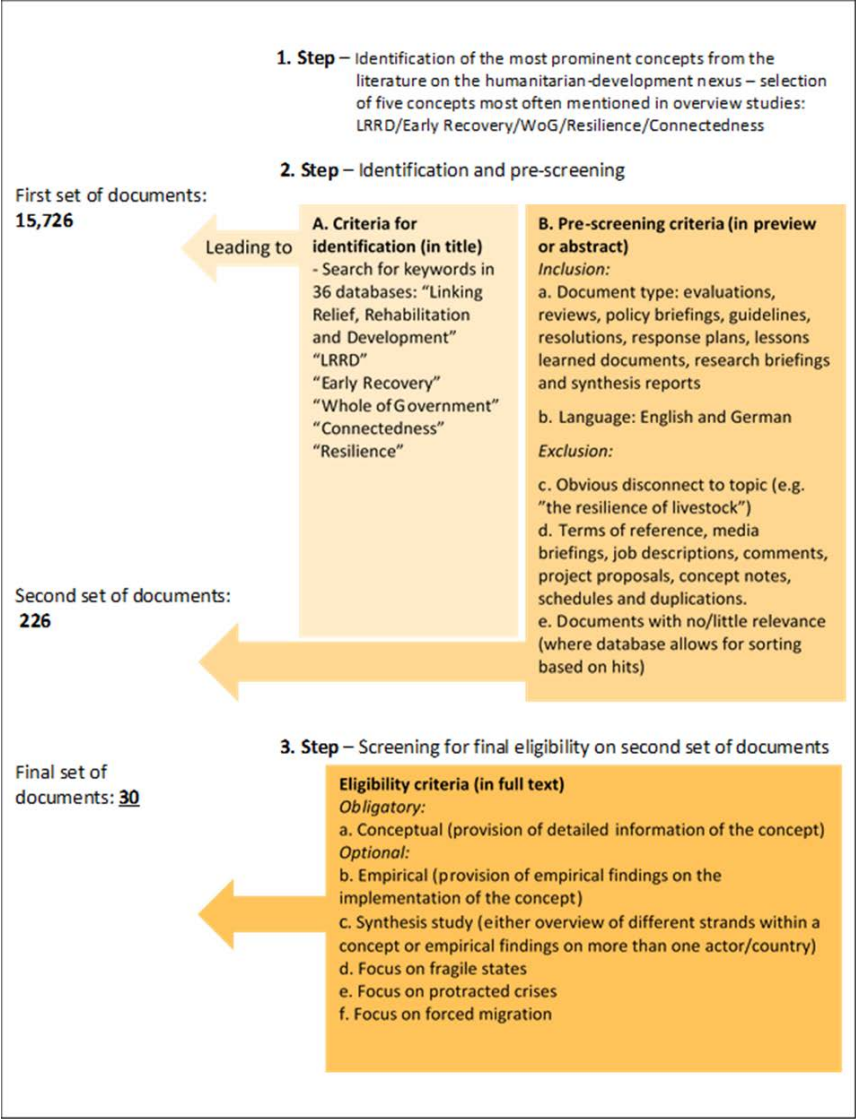 1. Step – Identification of the most prominent concepts from the
literature on the humanitarian-development nexus – selection
of five concepts most often mentioned in overview studies:
LRRD/Early Recovery/WoG/Resilience/Connectedness
2. Step – Identification and pre-screening
First set of documents:
15,726
Leading to
A. Criteria for
identification (in title)
- Search for keywords in
36 databases: “Linking
Relief, Rehabilitation
and Development”
“LRRD”
“Early Recovery”
“Whole of Government”
“Connectedness”
“Resilience”
B. Pre-screening criteria (in preview
or abstract)
Inclusion:
a. Document type: evaluations,
reviews, policy briefings, guidelines,
resolutions, response plans, lessons
learned documents, research briefings
and synthesis reports
b. Language: English and German
Exclusion:
c. Obvious disconnect to topic (e.g.
”the resilience of livestock”)
d. Terms of reference, media
briefings, job descriptions, comments,
project proposals, concept notes,
schedules and duplications.
e. Documents with no/little relevance
(where database allows for sorting
based on hits)
Second set of documents:
226
3. Step – Screening for final eligibility on second set of documents
Final set of
documents: 30
Eligibility criteria (in full text)
Obligatory:
a. Conceptual (provision of detailed information of the concept)
Optional:
b. Empirical (provision of empirical findings on the
implementation of the concept)
c. Synthesis study (either overview of different strands within a
concept or empirical findings on more than one actor/country)
d. Focus on fragile states
e. Focus on protracted crises
f. Focus on forced migration